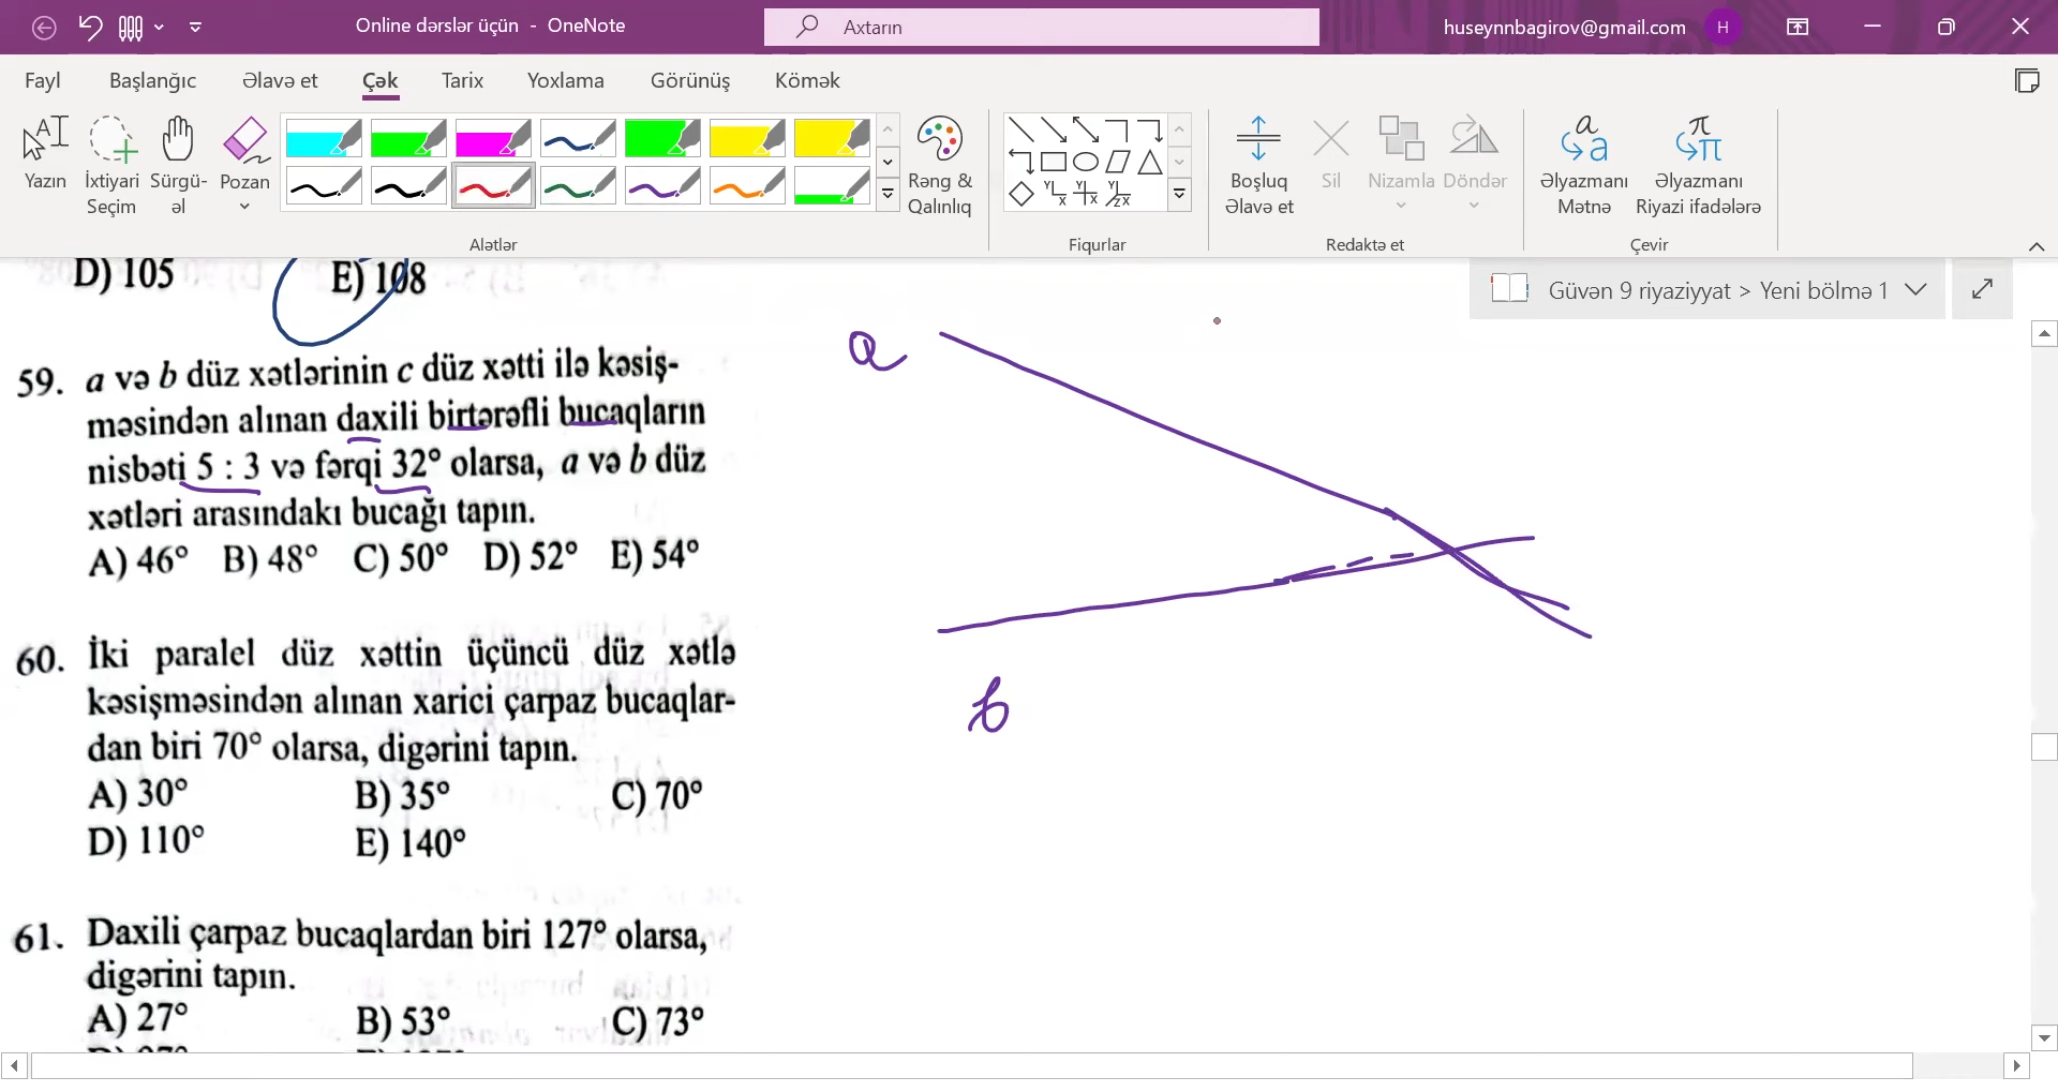 Online dərslər üçün - OneNote
Axtarın
huseynnbagirov@gmail.com
H
Fayl Başlanğıc Əlavə et Çək Tarix Yoxlama Görünüş Kömək
Yazın
İxtiyari Seçim
Sürgü-əl
Pozan
Rəng & Qalınlıq
Boşluq Əlavə et
Sil
Nizamla
Döndər
Əlyazmanı Mətnə
Əlyazmanı Riyazi ifadələrə
Alətlər
Fiqurlar
Redaktə et
Çevir
Güvən 9 riyaziyyat > Yeni bölmə 1
D) 105 E) 108
59. a və b düz xətlərinin c düz xətti ilə kəsiş-
məsindən alınan daxili birtərəfli bucaqların
nisbəti 5 : 3 və fərqi 32° olarsa, a və b düz
xətləri arasındakı bucağı tapın.
A) 46° B) 48° C) 50° D) 52° E) 54°
60. İki paralel düz xəttin üçüncü düz xətlə
kəsişməsindən alınan xarici çarpaz bucaqlar-
dan biri 70° olarsa, digərini tapın.
A) 30° B) 35° C) 70°
D) 110° E) 140°
61. Daxili çarpaz bucaqlardan biri 127° olarsa,
digərini tapın.
A) 27° B) 53° C) 73°
a
b